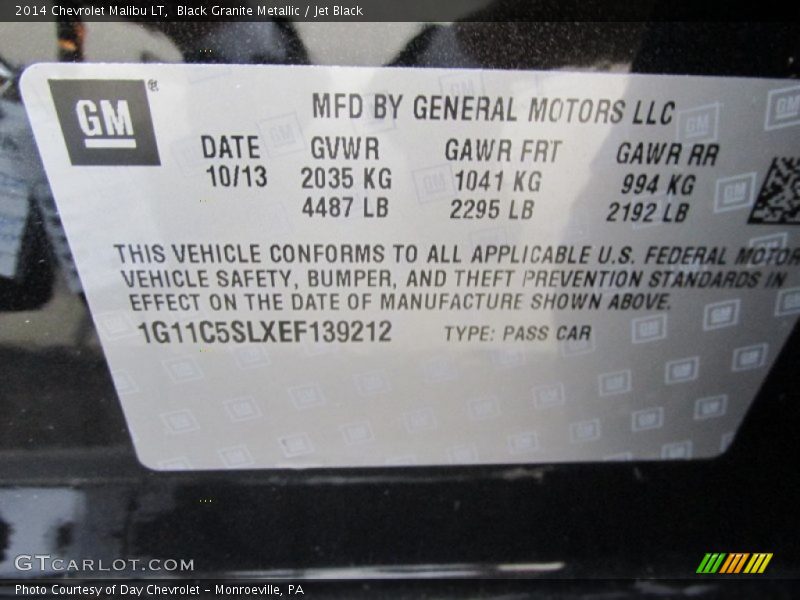 2014 Chevrolet Malibu LT, Black Granite Metallic / Jet Black
GM®
MFD BY GENERAL MOTORS LLC
DATE GVWR GAWR FRT GAWR RR
10/13 2035 KG 1041 KG 994 KG
4487 LB 2295 LB 2192 LB
THIS VEHICLE CONFORMS TO ALL APPLICABLE U.S. FEDERAL MOTOR
VEHICLE SAFETY, BUMPER, AND THEFT PREVENTION STANDARDS IN
EFFECT ON THE DATE OF MANUFACTURE SHOWN ABOVE.
1G11C5SLXEF139212 TYPE: PASS CAR
GTCARLOT.COM
Photo Courtesy of Day Chevrolet - Monroeville, PA